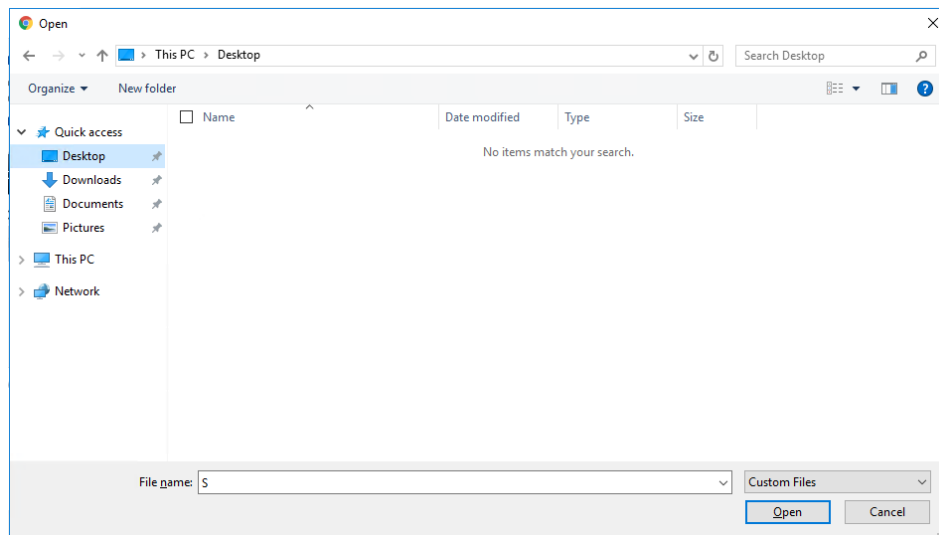 Open
This PC > Desktop
Search Desktop
Organize
New folder
Name
Date modified
Type
Size
No items match your search.
Quick access
Desktop
Downloads
Documents
Pictures
This PC
Network
File name: S
Custom Files
Open
Cancel